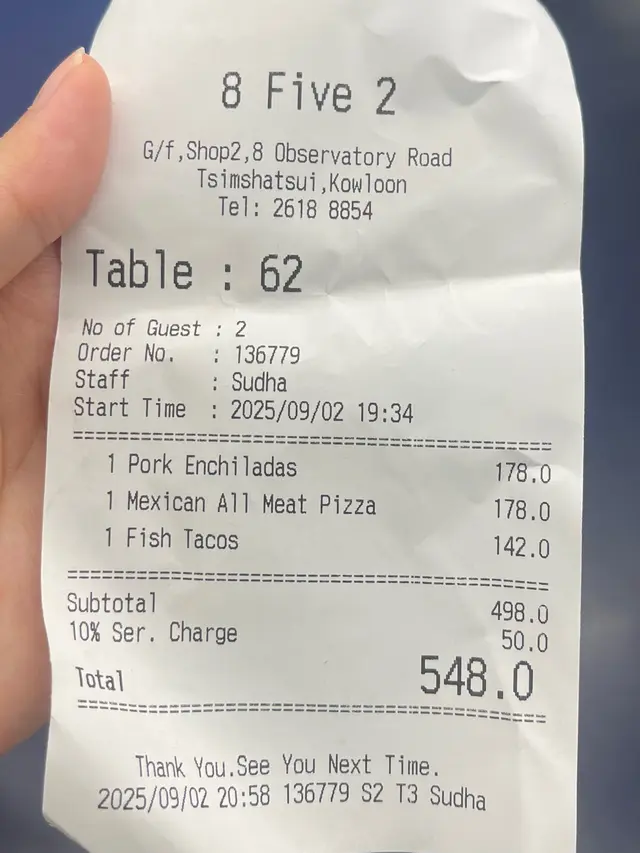 8 Five 2
G/f,Shop2,8 Observatory Road
Tsimshatsui,Kowloon
Tel: 2618 8854
Table : 62
No of Guest : 2
Order No. : 136779
Staff : Sudha
Start Time : 2025/09/02 19:34
================================================
1 Pork Enchiladas 178.0
1 Mexican All Meat Pizza 178.0
1 Fish Tacos 142.0
================================================
Subtotal 498.0
10% Ser. Charge 50.0
Total 548.0
================================================
Thank You.See You Next Time.
2025/09/02 20:58 136779 S2 T3 Sudha